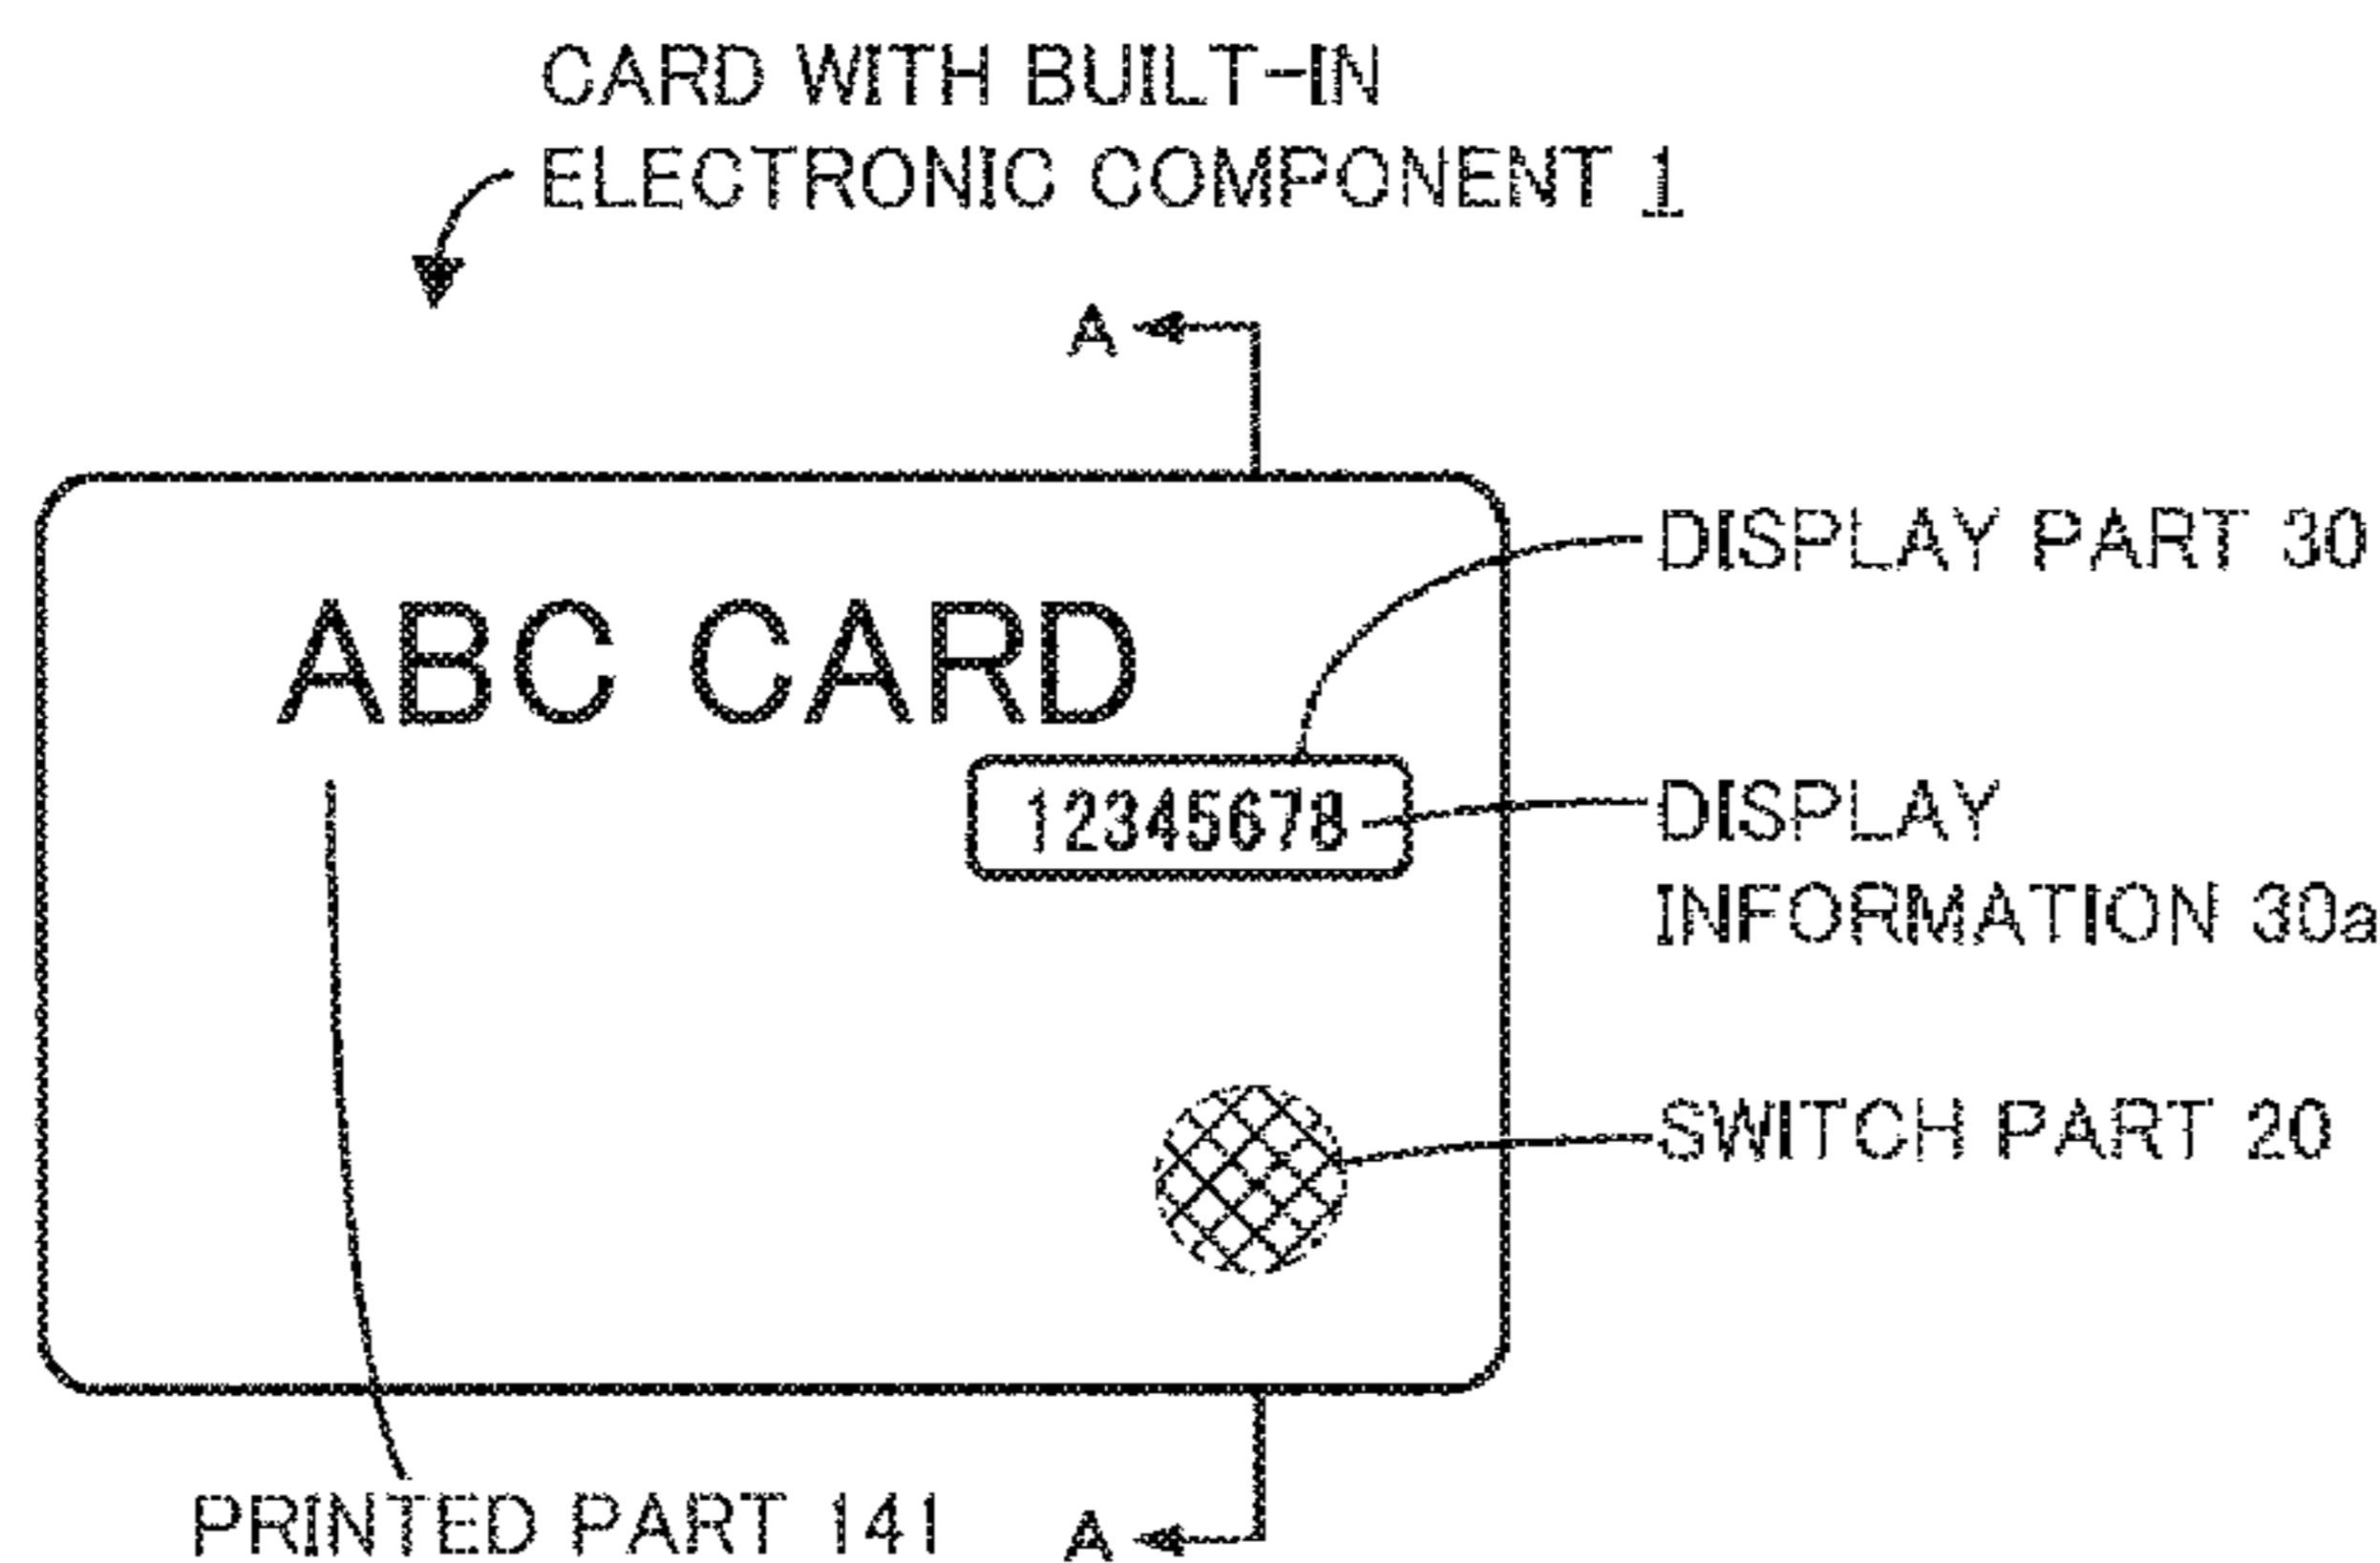 CARD WITH BUILT-IN
ELECTRONIC COMPONENT 1
A
DISPLAY PART 30
ABC CARD
12345678
DISPLAY
INFORMATION 30a
SWITCH PART 20
PRINTED PART 141
A